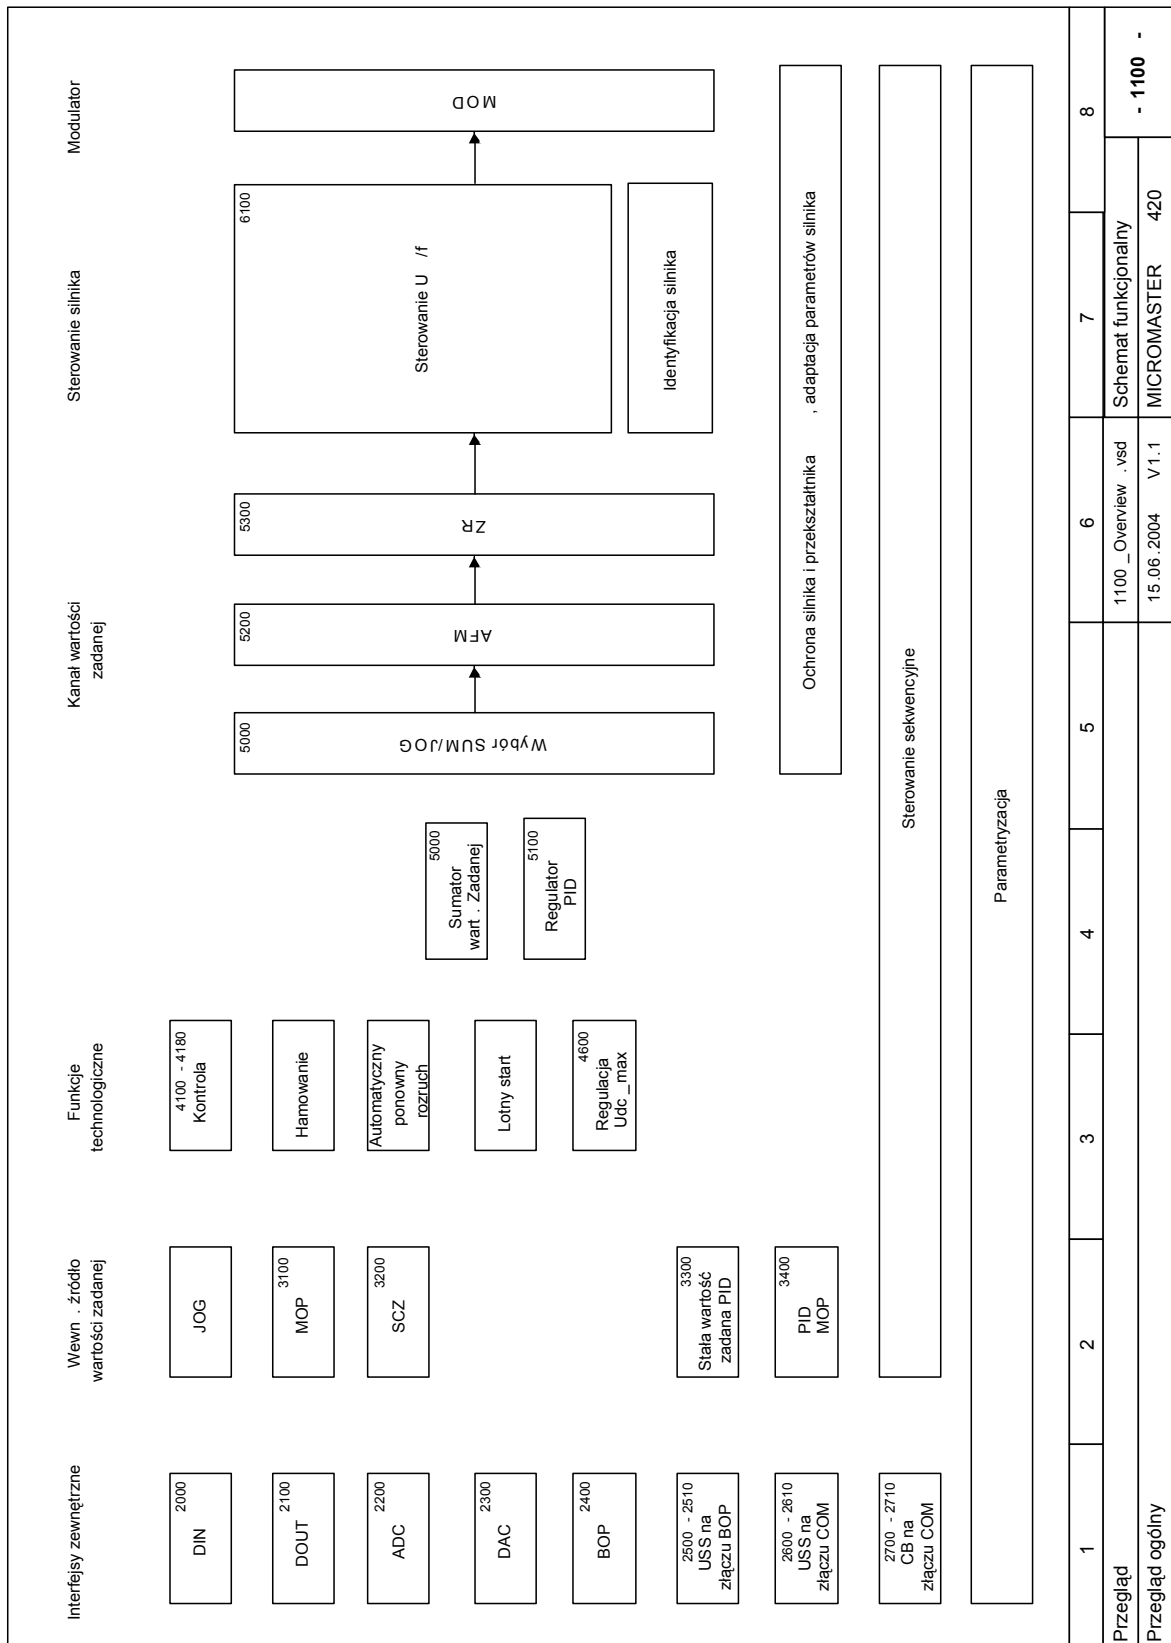 Interfejsy zewnętrzne
Wewn . źródło
wartości zadanej
Funkcje
technologiczne
Kanał wartości
zadanej
Sterowanie silnika
Modulator
2000
DIN
2100
DOUT
2200
ADC
2300
DAC
2400
BOP
2500 - 2510
USS na
złączu BOP
2600 - 2610
USS na
złączu COM
2700 - 2710
CB na
złączu COM
JOG
3100
MOP
3200
SCZ
3300
Stała wartość
zadana PID
3400
PID
MOP
4100 - 4180
Kontrola
Hamowanie
Automatyczny
ponowny
rozruch
Lotny start
4600
Regulacja
Udc _max
5000
Sumator
wart . Zadanej
5100
Regulator
PID
5000
Wybór SUM/JOG
5200
AFM
5300
ZR
6100
Sterowanie U /f
Identyfikacja silnika
MOD
Ochrona silnika i przekształtnika , adaptacja parametrów silnika
Sterowanie sekwencyjne
Parametryzacja
1 2 3 4 5 6 7 8
Przegląd 1100 _Overview . vsd Schemat funkcjonalny - 1100 -
Przegląd ogólny 15.06.2004 V1.1 MICROMASTER 420